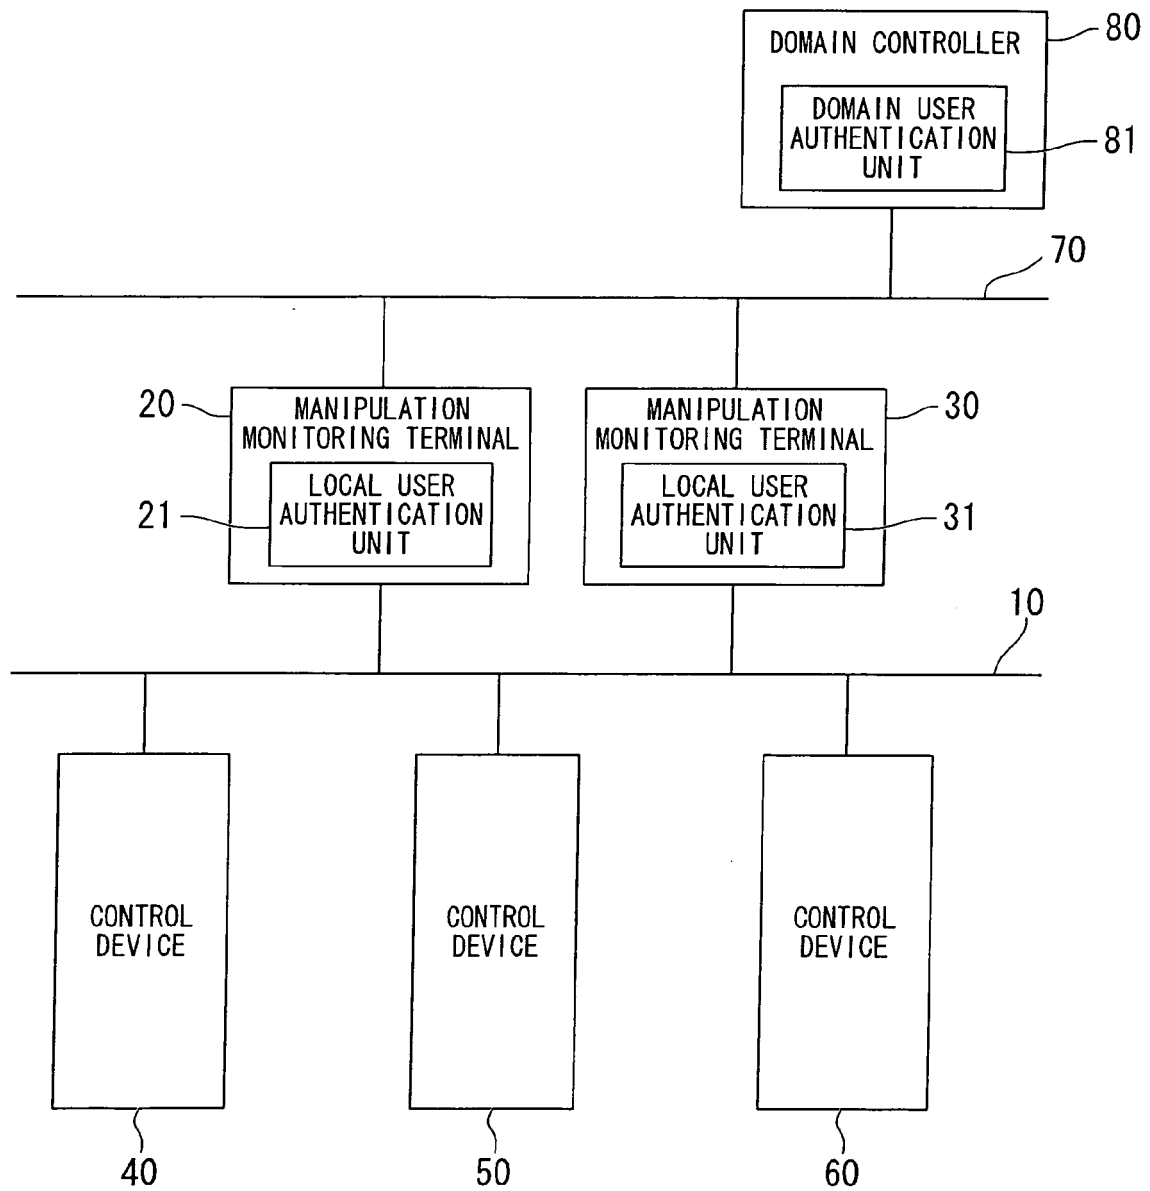 80
DOMAIN CONTROLLER
DOMAIN USER
AUTHENTICATION
UNIT
81
70
20
MANIPULATION
MONITORING TERMINAL
LOCAL USER
AUTHENTICATION
UNIT
21
MANIPULATION
MONITORING TERMINAL
30
LOCAL USER
AUTHENTICATION
UNIT
31
10
CONTROL
DEVICE
CONTROL
DEVICE
CONTROL
DEVICE
40
50
60